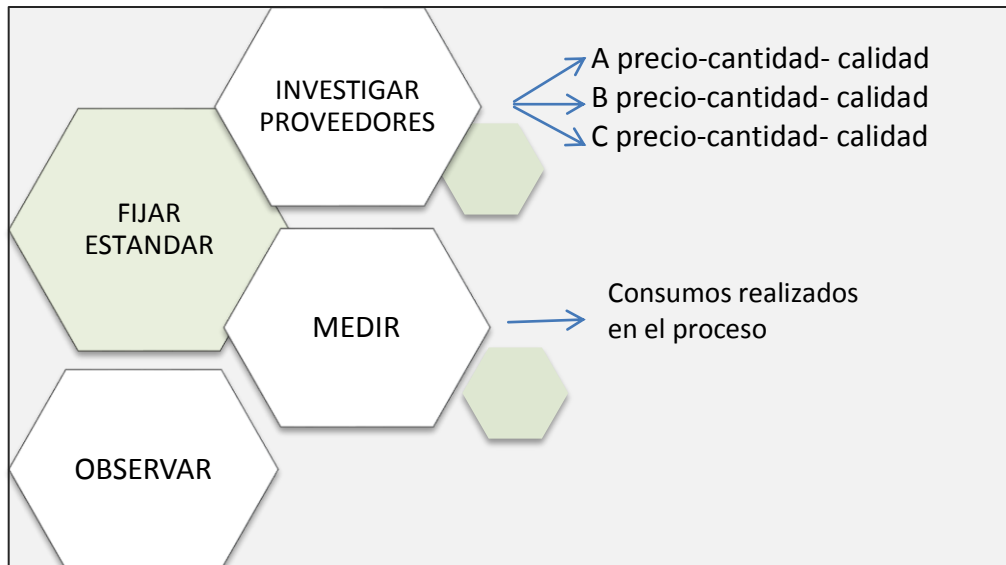 INVESTIGAR
PROVEEDORES
A precio-cantidad- calidad
B precio-cantidad- calidad
C precio-cantidad- calidad
FIJAR
ESTANDAR
MEDIR
Consumos realizados
en el proceso
OBSERVAR